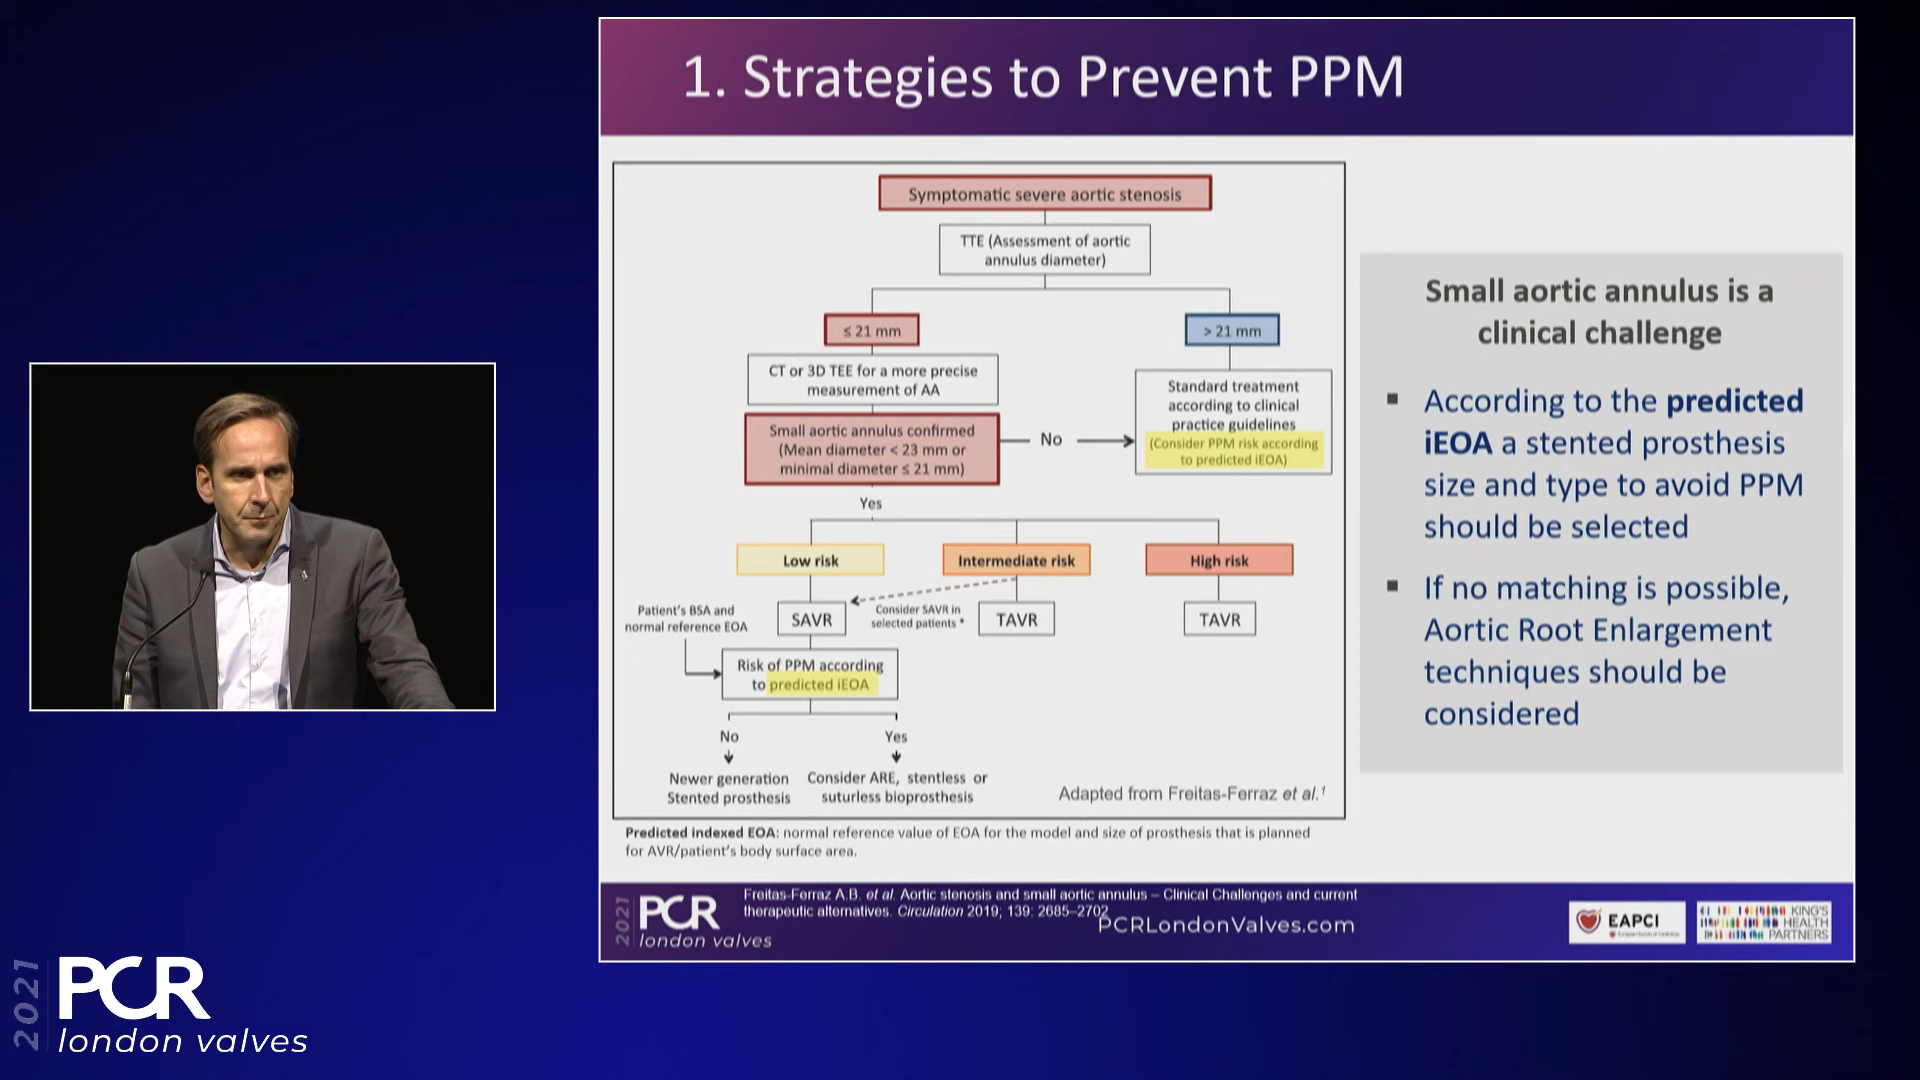 1. Strategies to Prevent PPM
Symptomatic severe aortic stenosis
TTE (Assessment of aortic
annulus diameter)
≤ 21 mm
> 21 mm
CT or 3D TEE for a more precise
measurement of AA
Standard treatment
according to clinical
practice guidelines
(Consider PPM risk according
to predicted iEOA)
Small aortic annulus confirmed
(Mean diameter < 23 mm or
minimal diameter ≤ 21 mm)
No
Yes
Low risk
Intermediate risk
High risk
Patient's BSA and
normal reference EOA
SAVR
Consider SAVR in
selected patients *
TAVR
TAVR
Risk of PPM according
to predicted iEOA
No
Yes
Newer generation
Stented prosthesis
Consider ARE, stentless or
suturless bioprosthesis
Adapted from Freitas-Ferraz et al.¹
Predicted indexed EOA: normal reference value of EOA for the model and size of prosthesis that is planned
for AVR/patient's body surface area.
Small aortic annulus is a
clinical challenge
▪ According to the predicted
iEOA a stented prosthesis
size and type to avoid PPM
should be selected
▪ If no matching is possible,
Aortic Root Enlargement
techniques should be
considered
2021
PCR
london valves
Freitas-Ferraz A.B. et al. Aortic stenosis and small aortic annulus – Clinical Challenges and current
therapeutic alternatives. Circulation 2019; 139: 2685–2702
PCRLondonValves.com
EAPCI
KING'S
HEALTH
PARTNERS
2021
PCR
london valves